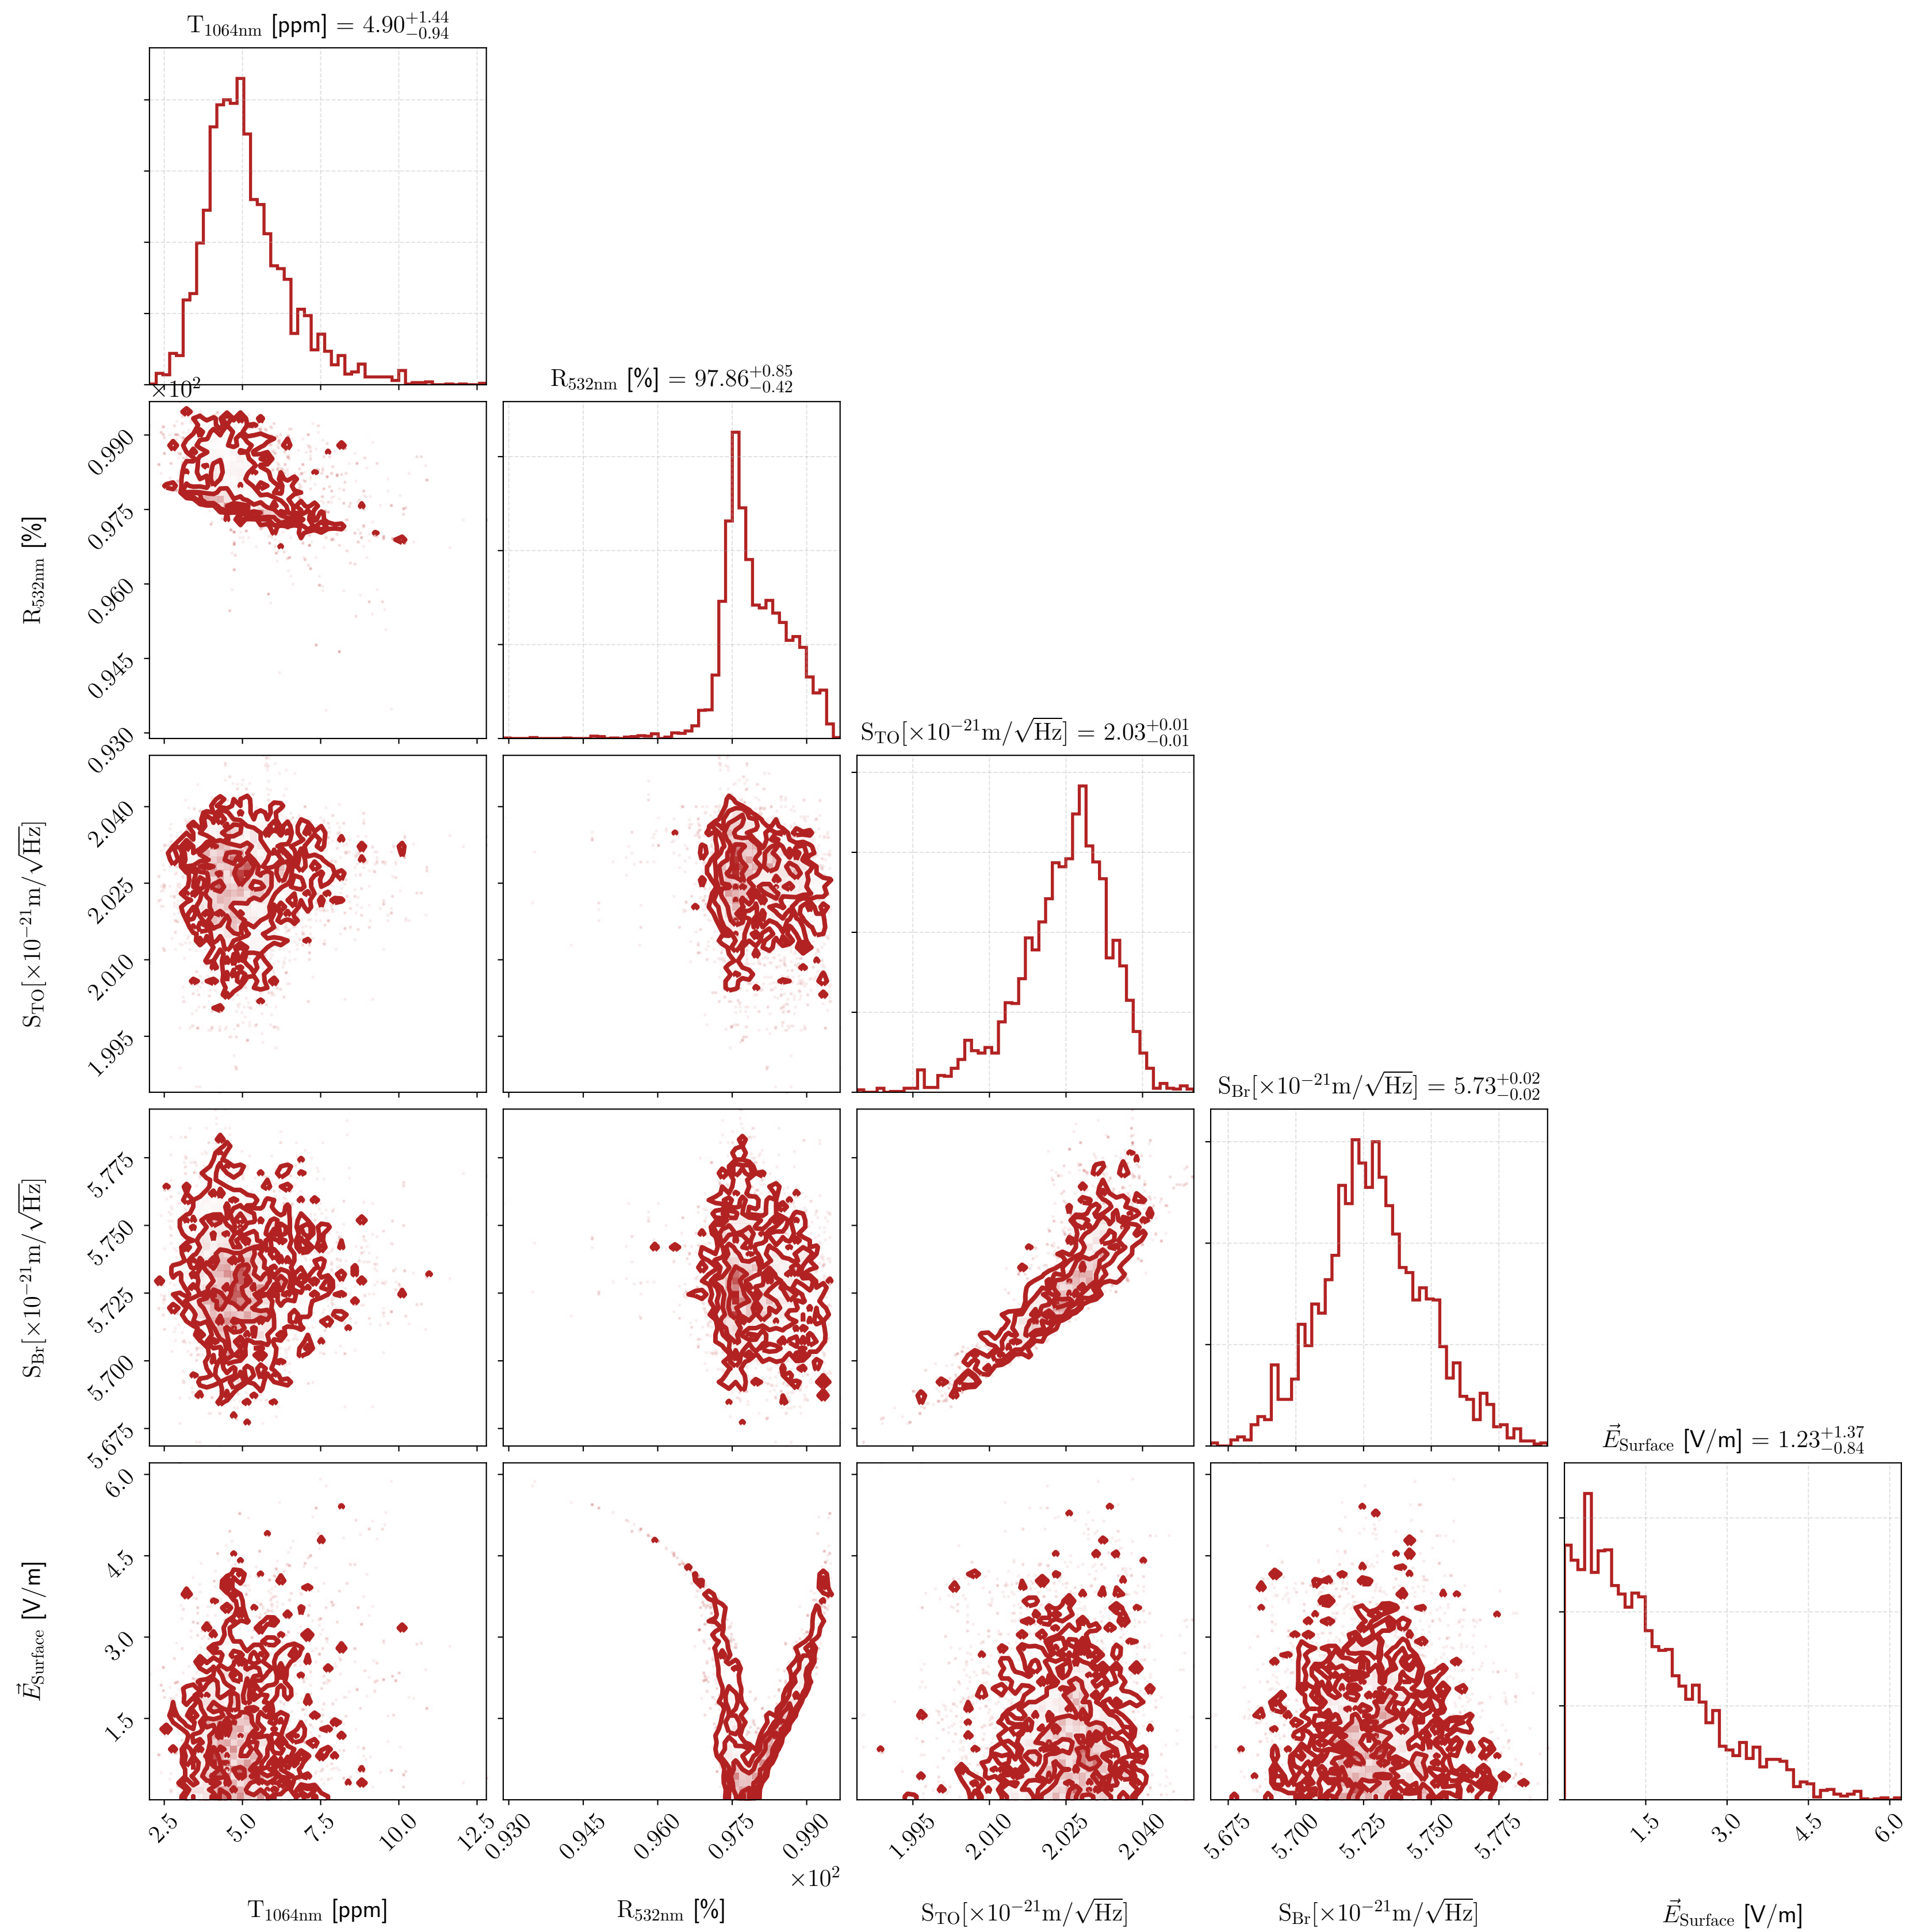 T1064nm [ppm] = 4.90+1.44−0.94
×10²
R532nm [%] = 97.86+0.85−0.42
0.990
0.975
0.960
0.945
0.930
R532nm [%]
STO[×10−21m/√Hz] = 2.03+0.01−0.01
2.040
2.025
2.010
1.995
STO[×10−21m/√Hz]
SBr[×10−21m/√Hz] = 5.73+0.02−0.02
5.775
5.750
5.725
5.700
5.675
SBr[×10−21m/√Hz]
E⃗Surface [V/m] = 1.23+1.37−0.84
6.0
4.5
3.0
1.5
E⃗Surface [V/m]
2.5 5.0 7.5 10.0 12.5 0.930 0.945 0.960 0.975 0.990 1.995 2.010 2.025 2.040 5.675 5.700 5.725 5.750 5.775 1.5 3.0 4.5 6.0
×10²
T1064nm [ppm] R532nm [%] STO[×10−21m/√Hz] SBr[×10−21m/√Hz] E⃗Surface [V/m]